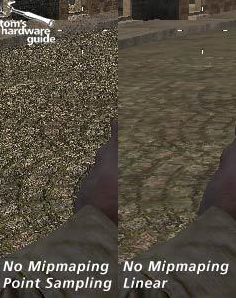 tom's
hardware
guide
No Mipmaping
Point Sampling
No Mipmaping
Linear